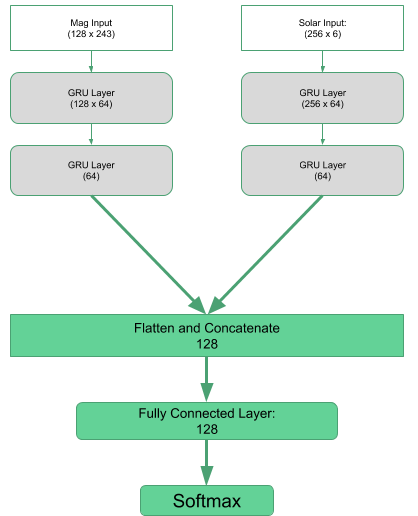 Mag Input
(128 x 243)
Solar Input:
(256 x 6)
GRU Layer
(128 x 64)
GRU Layer
(256 x 64)
GRU Layer
(64)
GRU Layer
(64)
Flatten and Concatenate
128
Fully Connected Layer:
128
Softmax